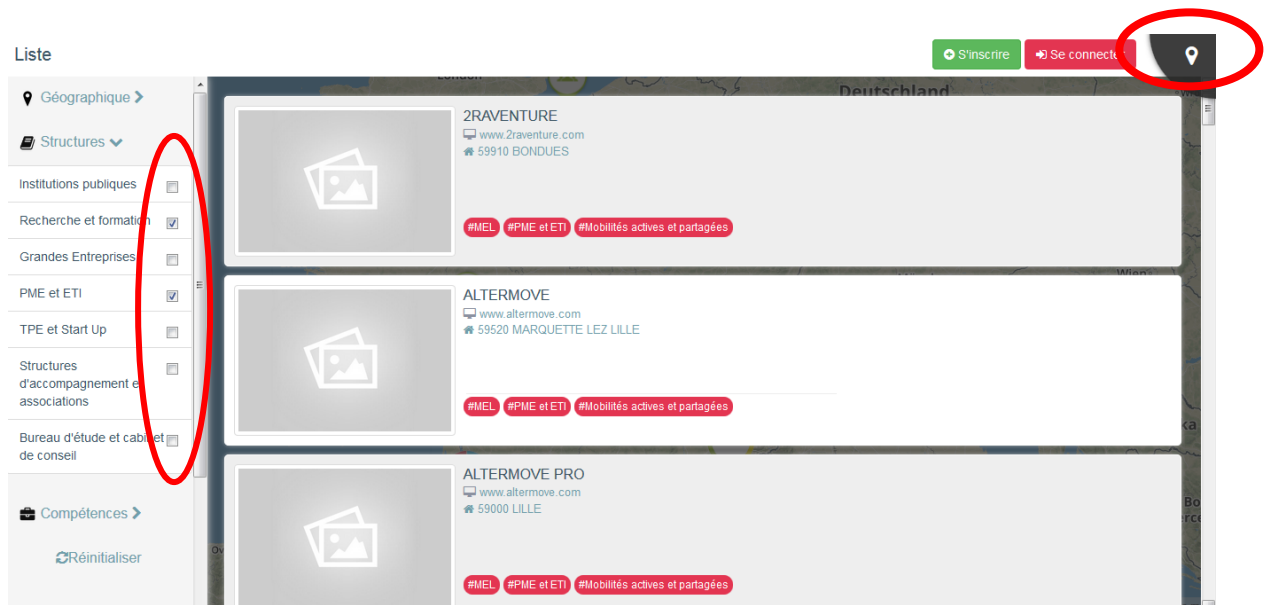 Liste
S'inscrire
Se connecter
Géographique
Structures
Institutions publiques
Recherche et formation
Grandes Entreprises
PME et ETI
TPE et Start Up
Structures
d'accompagnement e
associations
Bureau d'étude et cabinet
de conseil
Compétences
Réinitialiser
London
Deutschland
2RAVENTURE
www.2raventure.com
59910 BONDUES
#MEL #PME et ETI #Mobilités actives et partagées
Wien
ALTERMOVE
www.altermove.com
59520 MARQUETTE LEZ LILLE
#MEL #PME et ETI #Mobilités actives et partagées
ALTERMOVE PRO
www.altermove.com
59000 LILLE
#MEL #PME et ETI #Mobilités actives et partagées